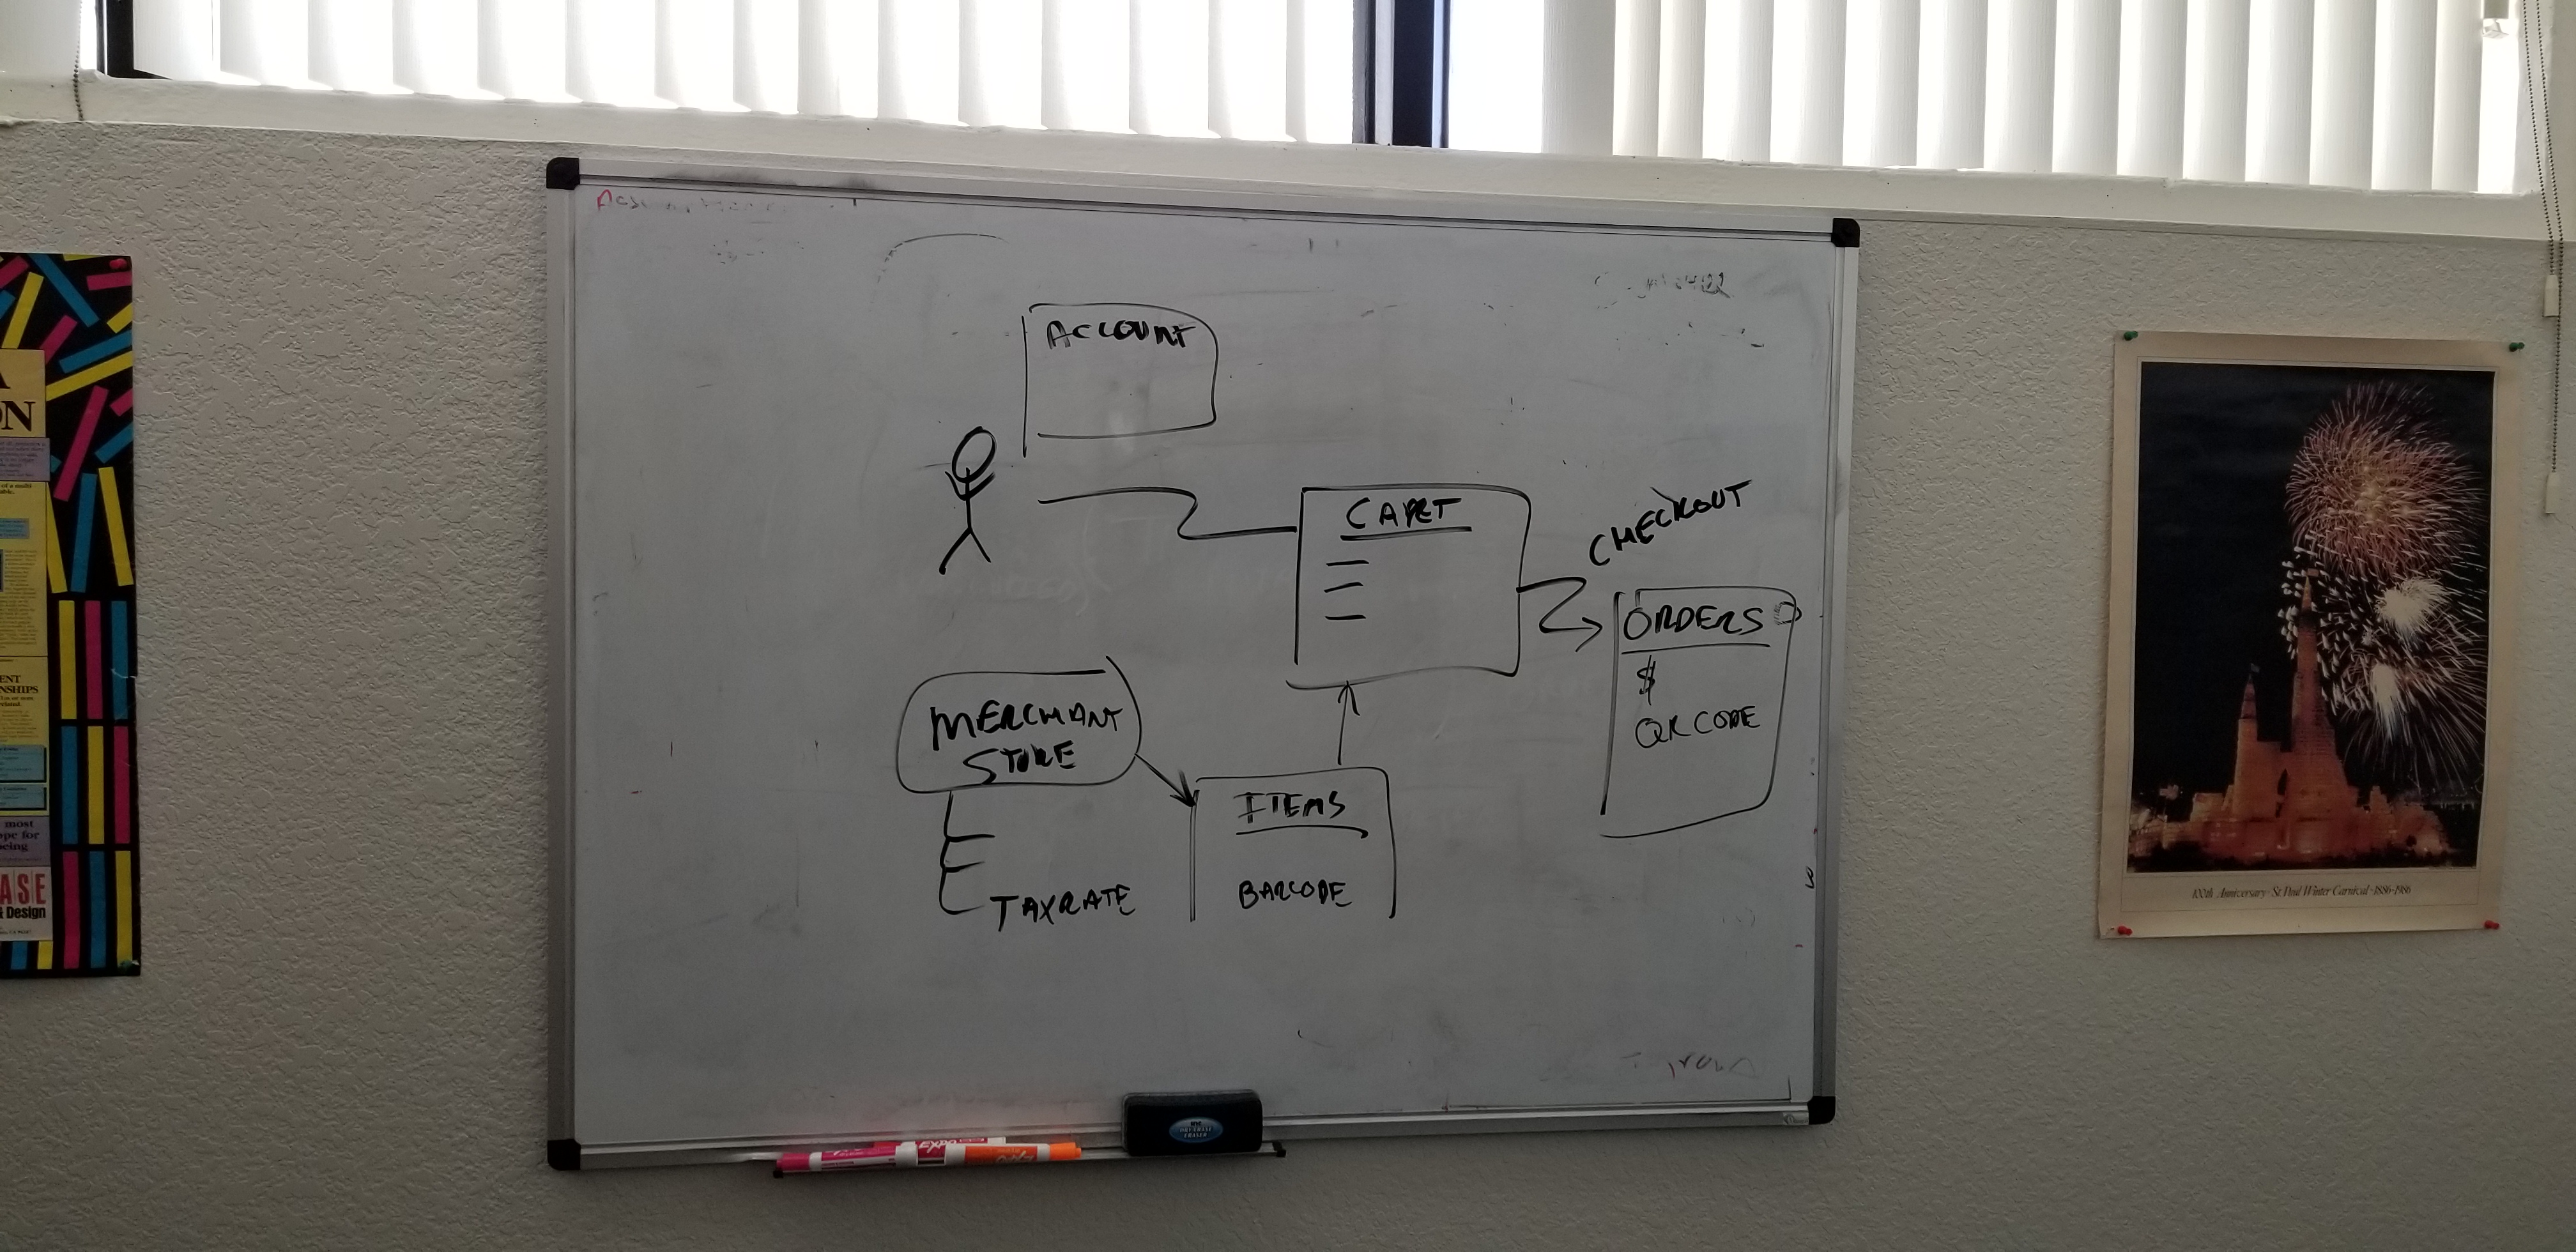 ACCOUNT
CART
CHECKOUT
ORDERS
$
QR CODE
MERCHANT
STORE
TAXRATE
ITEMS
BARCODE
EXPO
100th Anniversary - St. Paul Winter Carnival - 1886-1986
A
ON
ENT
NSHIPS
most
ope for
being
ASE
& Design